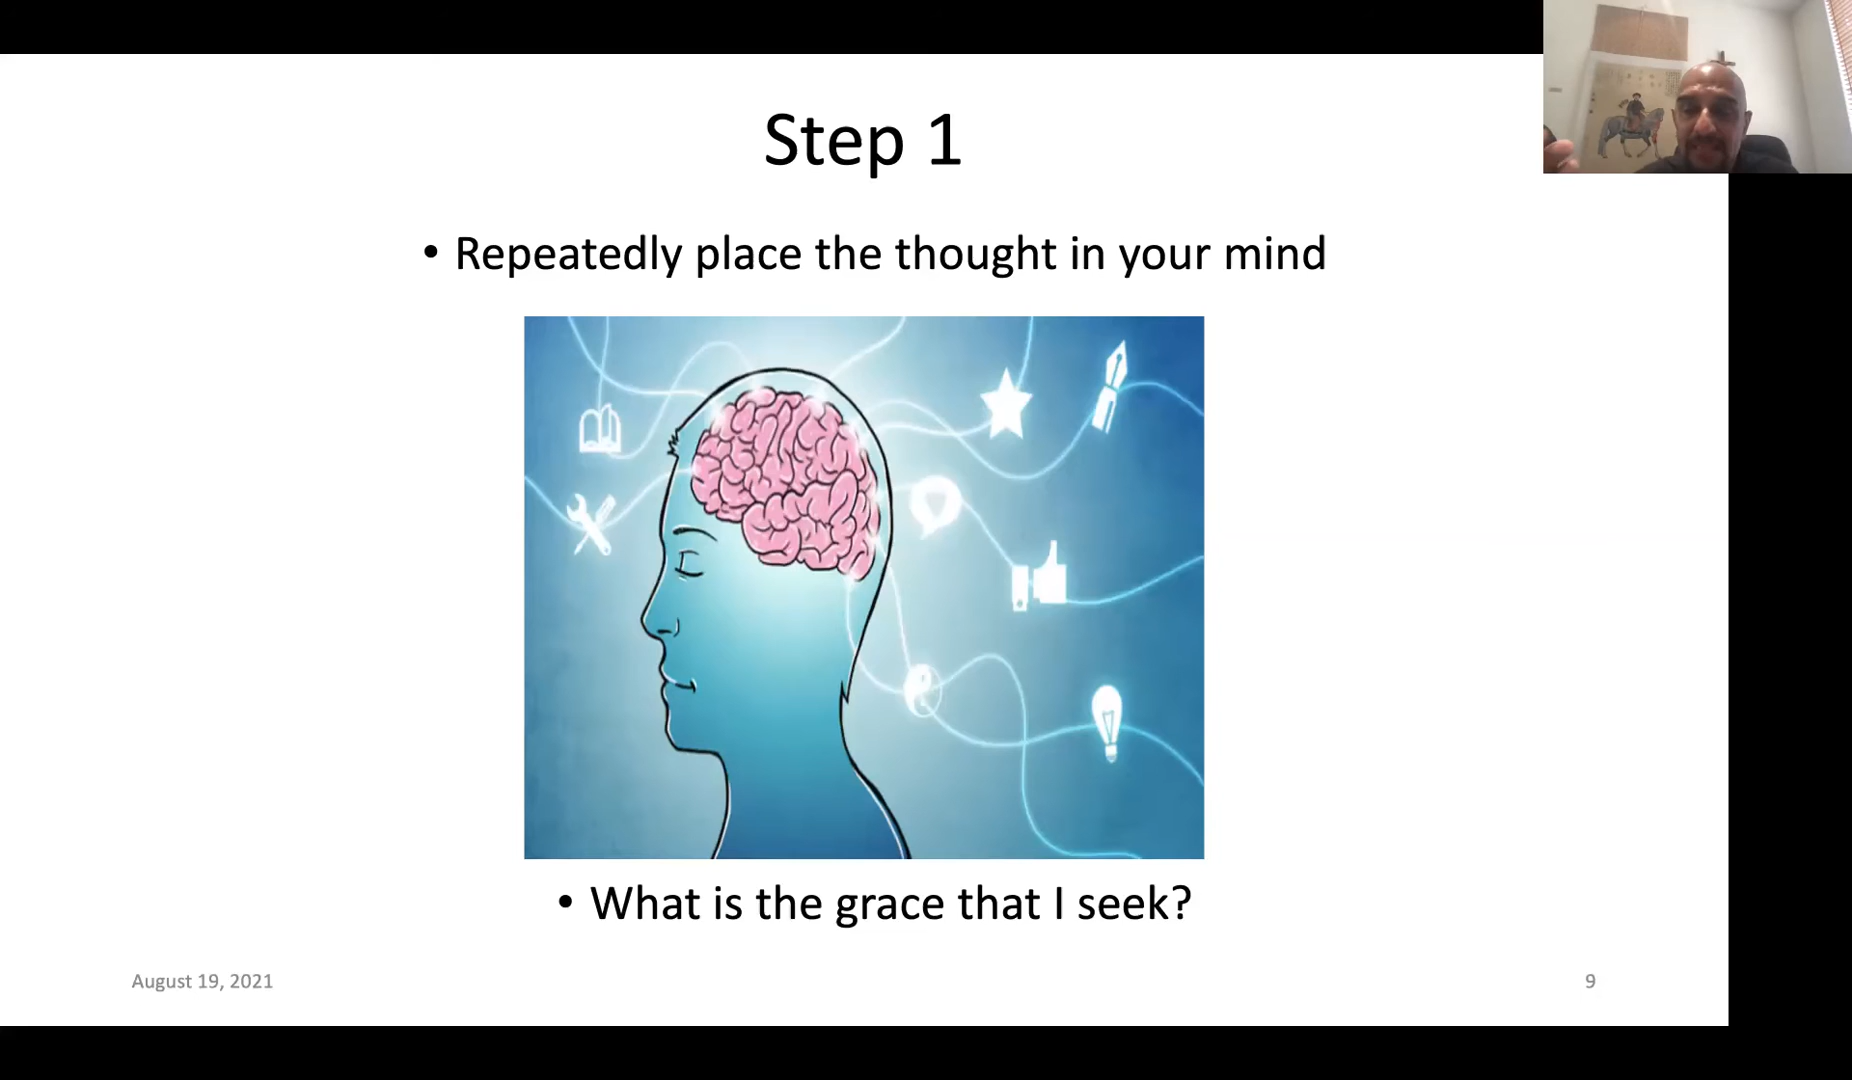 Step 1
• Repeatedly place the thought in your mind
• What is the grace that I seek?
August 19, 2021
9